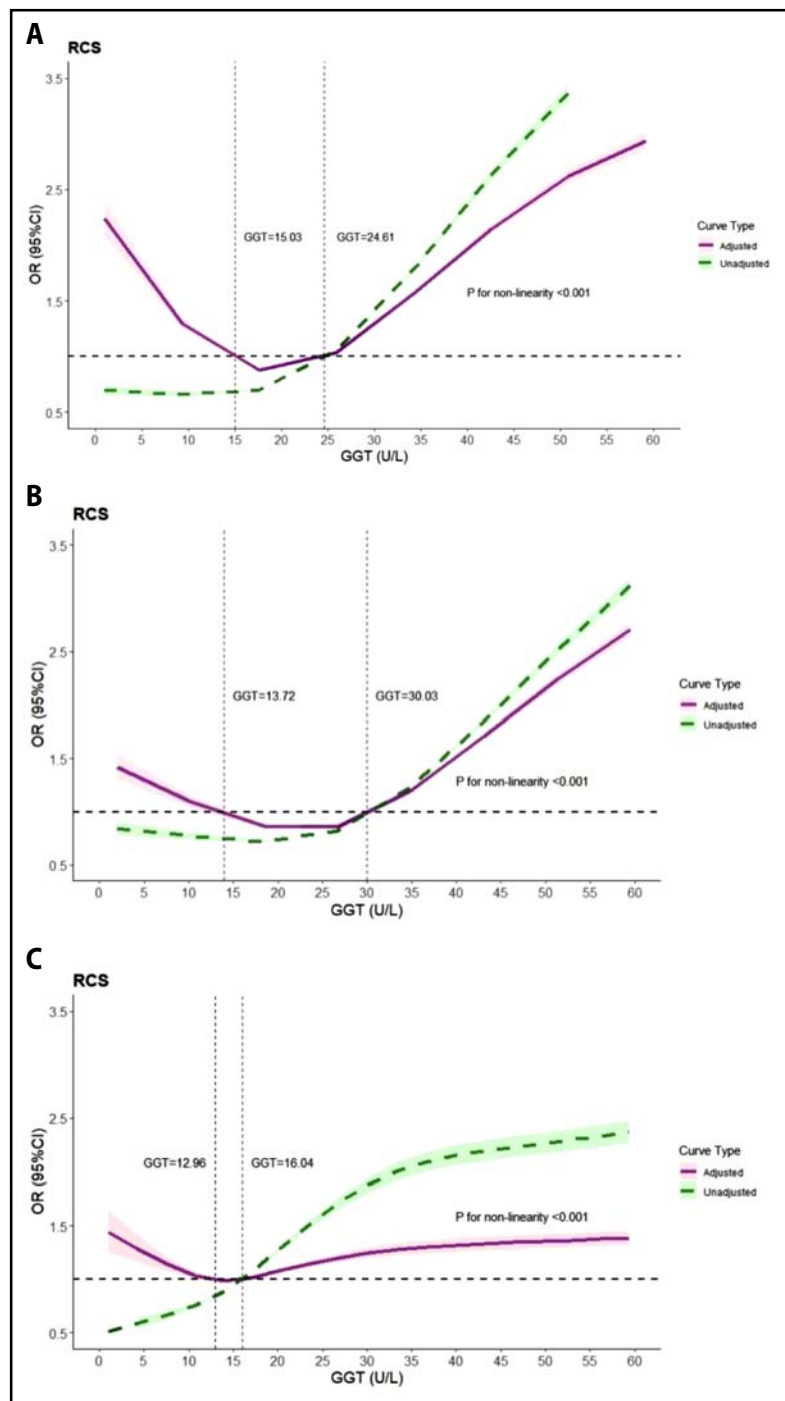 A
RCS
3.5
2.5
1.5
0.5
OR (95%CI)
GGT=15.03
GGT=24.61
P for non-linearity <0.001
Curve Type
Adjusted
Unadjusted
0 5 10 15 20 25 30 35 40 45 50 55 60
GGT (U/L)
B
RCS
3.5
2.5
1.5
0.5
OR (95%CI)
GGT=13.72
GGT=30.03
P for non-linearity <0.001
Curve Type
Adjusted
Unadjusted
0 5 10 15 20 25 30 35 40 45 50 55 60
GGT (U/L)
C
RCS
3.5
2.5
1.5
0.5
OR (95%CI)
GGT=12.96
GGT=16.04
P for non-linearity <0.001
Curve Type
Adjusted
Unadjusted
0 5 10 15 20 25 30 35 40 45 50 55 60
GGT (U/L)